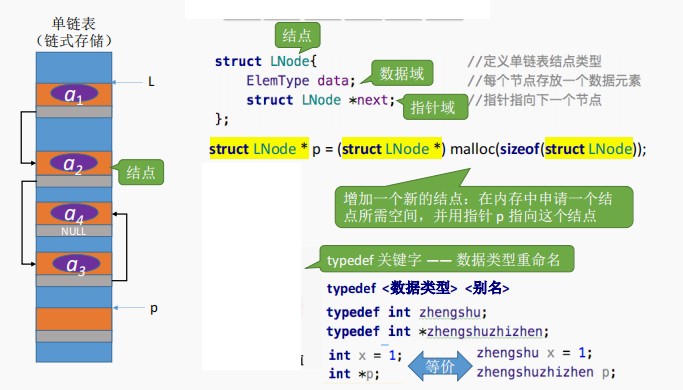 单链表
（链式存储）
a1
L
a2
结点
a4
NULL
a3
p
结点
struct LNode{ //定义单链表结点类型
ElemType data; 数据域 //每个节点存放一个数据元素
struct LNode *next; 指针域 //指针指向下一个节点
};
struct LNode * p = (struct LNode *) malloc(sizeof(struct LNode));
增加一个新的结点：在内存中申请一个结
点所需空间，并用指针 p 指向这个结点
typedef 关键字 —— 数据类型重命名
typedef <数据类型> <别名>
typedef int zhengshu;
typedef int *zhengshuzhizhen;
int x = 1; 等价 zhengshu x = 1;
int *p; zhengshuzhizhen p;